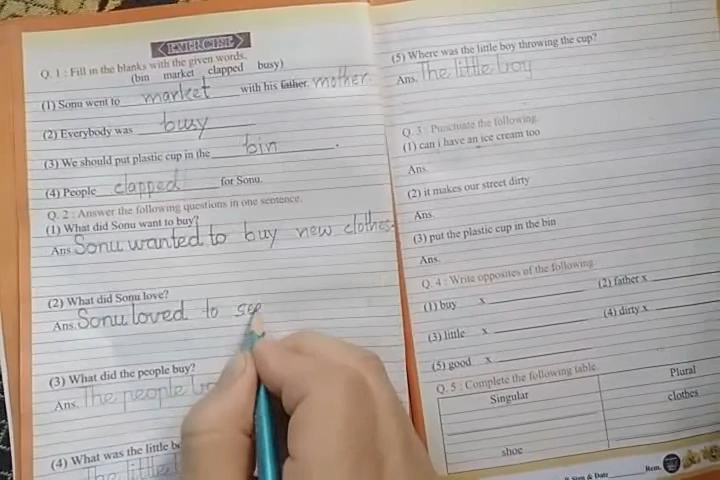 EXERCISE
Q. 1 : Fill in the blanks with the given words.
(bin market clapped busy)
(1) Sonu went to market with his father. mother
(2) Everybody was busy
(3) We should put plastic cup in the bin.
(4) People clapped for Sonu.
Q. 2 : Answer the following questions in one sentence.
(1) What did Sonu want to buy?
Ans. Sonu wanted to buy new clothes.
(2) What did Sonu love?
Ans. Sonu loved to see
(3) What did the people buy?
Ans. The people
(4) What was the little
The little
(5) Where was the little boy throwing the cup?
Ans. The little boy
Q. 3 : Punctuate the following.
(1) can i have an ice cream too
Ans.
(2) it makes our street dirty
Ans.
(3) put the plastic cup in the bin
Ans.
Q. 4 : Write opposites of the following.
(1) buy x (2) father x
(3) little x (4) dirty x
(5) good x
Q. 5 : Complete the following table.
Singular Plural
clothes
shoe
Sign & Date Rem.